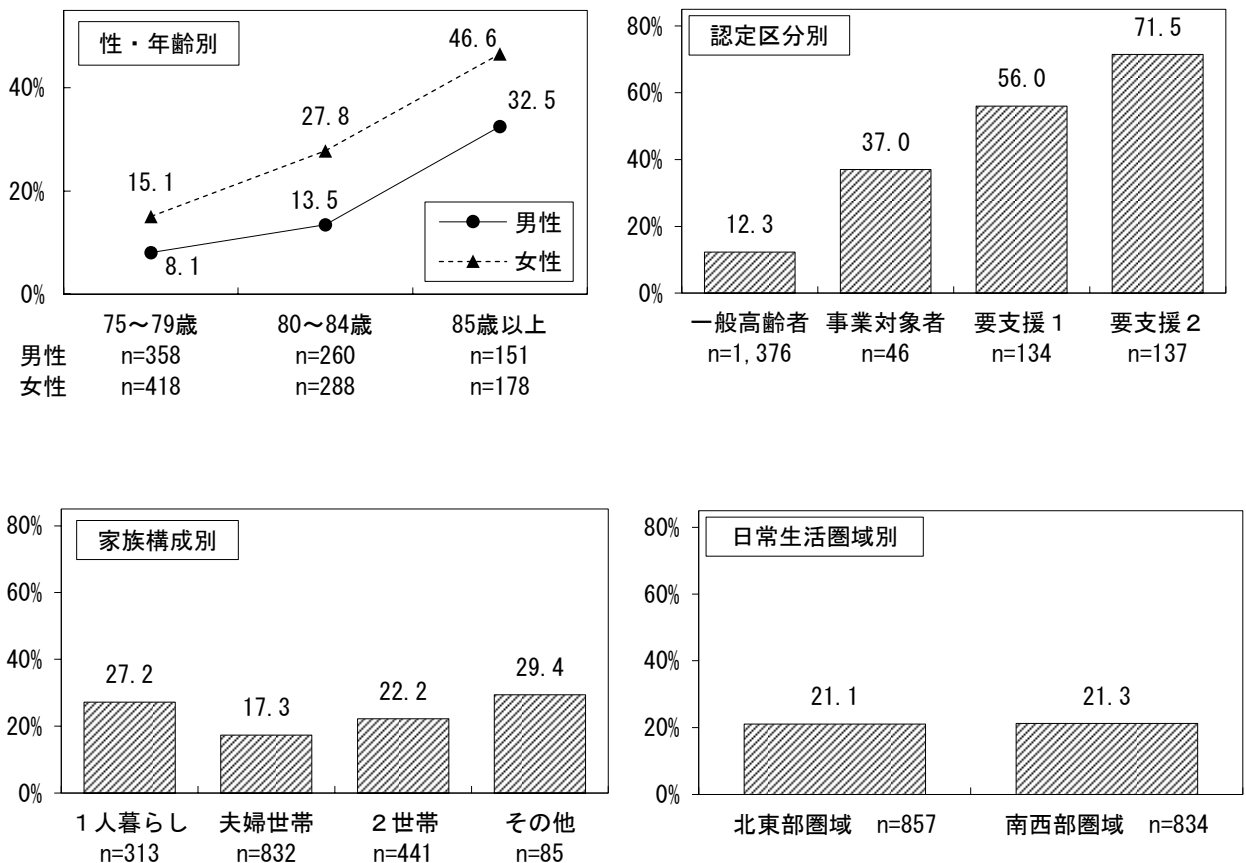 性・年齢別
40%
20%
0%
46.6
32.5
27.8
15.1
13.5
8.1
男性
女性
75～79歳 80～84歳 85歳以上
男性 n=358 n=260 n=151
女性 n=418 n=288 n=178
認定区分別
80%
60%
40%
20%
0%
12.3
37.0
56.0
71.5
一般高齢者 事業対象者 要支援１ 要支援２
n=1,376 n=46 n=134 n=137
家族構成別
80%
60%
40%
20%
0%
27.2
17.3
22.2
29.4
１人暮らし 夫婦世帯 ２世帯 その他
n=313 n=832 n=441 n=85
日常生活圏域別
80%
60%
40%
20%
0%
21.1
21.3
北東部圏域 n=857 南西部圏域 n=834